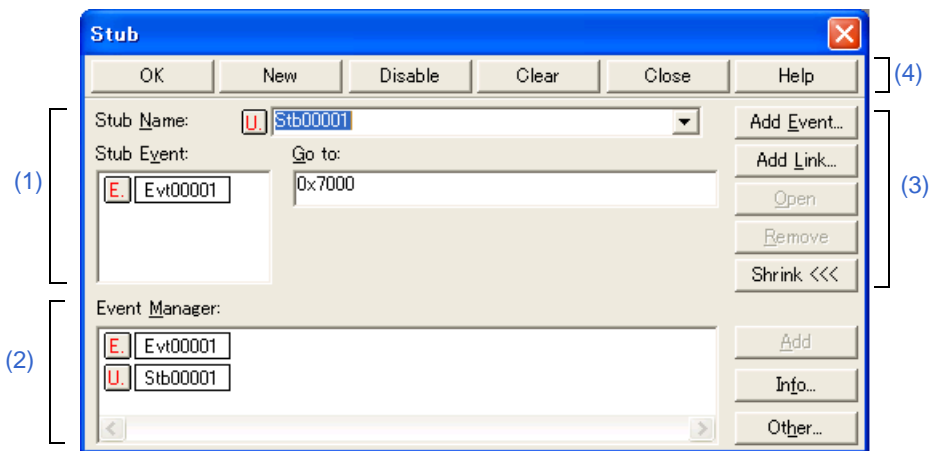 Stub
OK New Disable Clear Close Help
(4)
Stub Name: U. Stb00001
Add Event...
Stub Event: Go to:
Add Link...
(1)
E. Evt00001
0x7000
(3)
Open
Remove
Shrink <<<
Event Manager:
(2)
E. Evt00001
Add
U. Stb00001
Info...
Other...